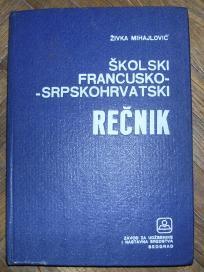 ŽIVKA MIHAJLOVIĆ
ŠKOLSKI
FRANCUSKO-
-SRPSKOHRVATSKI
REČNIK
ZAVOD ZA UDŽBENIKE
I NASTAVNA SREDSTVA
BEOGRAD